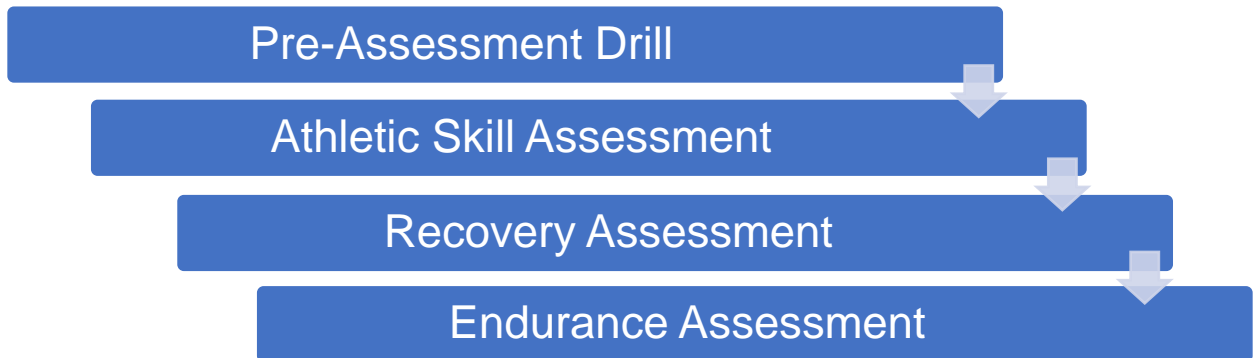 Pre-Assessment Drill
Athletic Skill Assessment
Recovery Assessment
Endurance Assessment